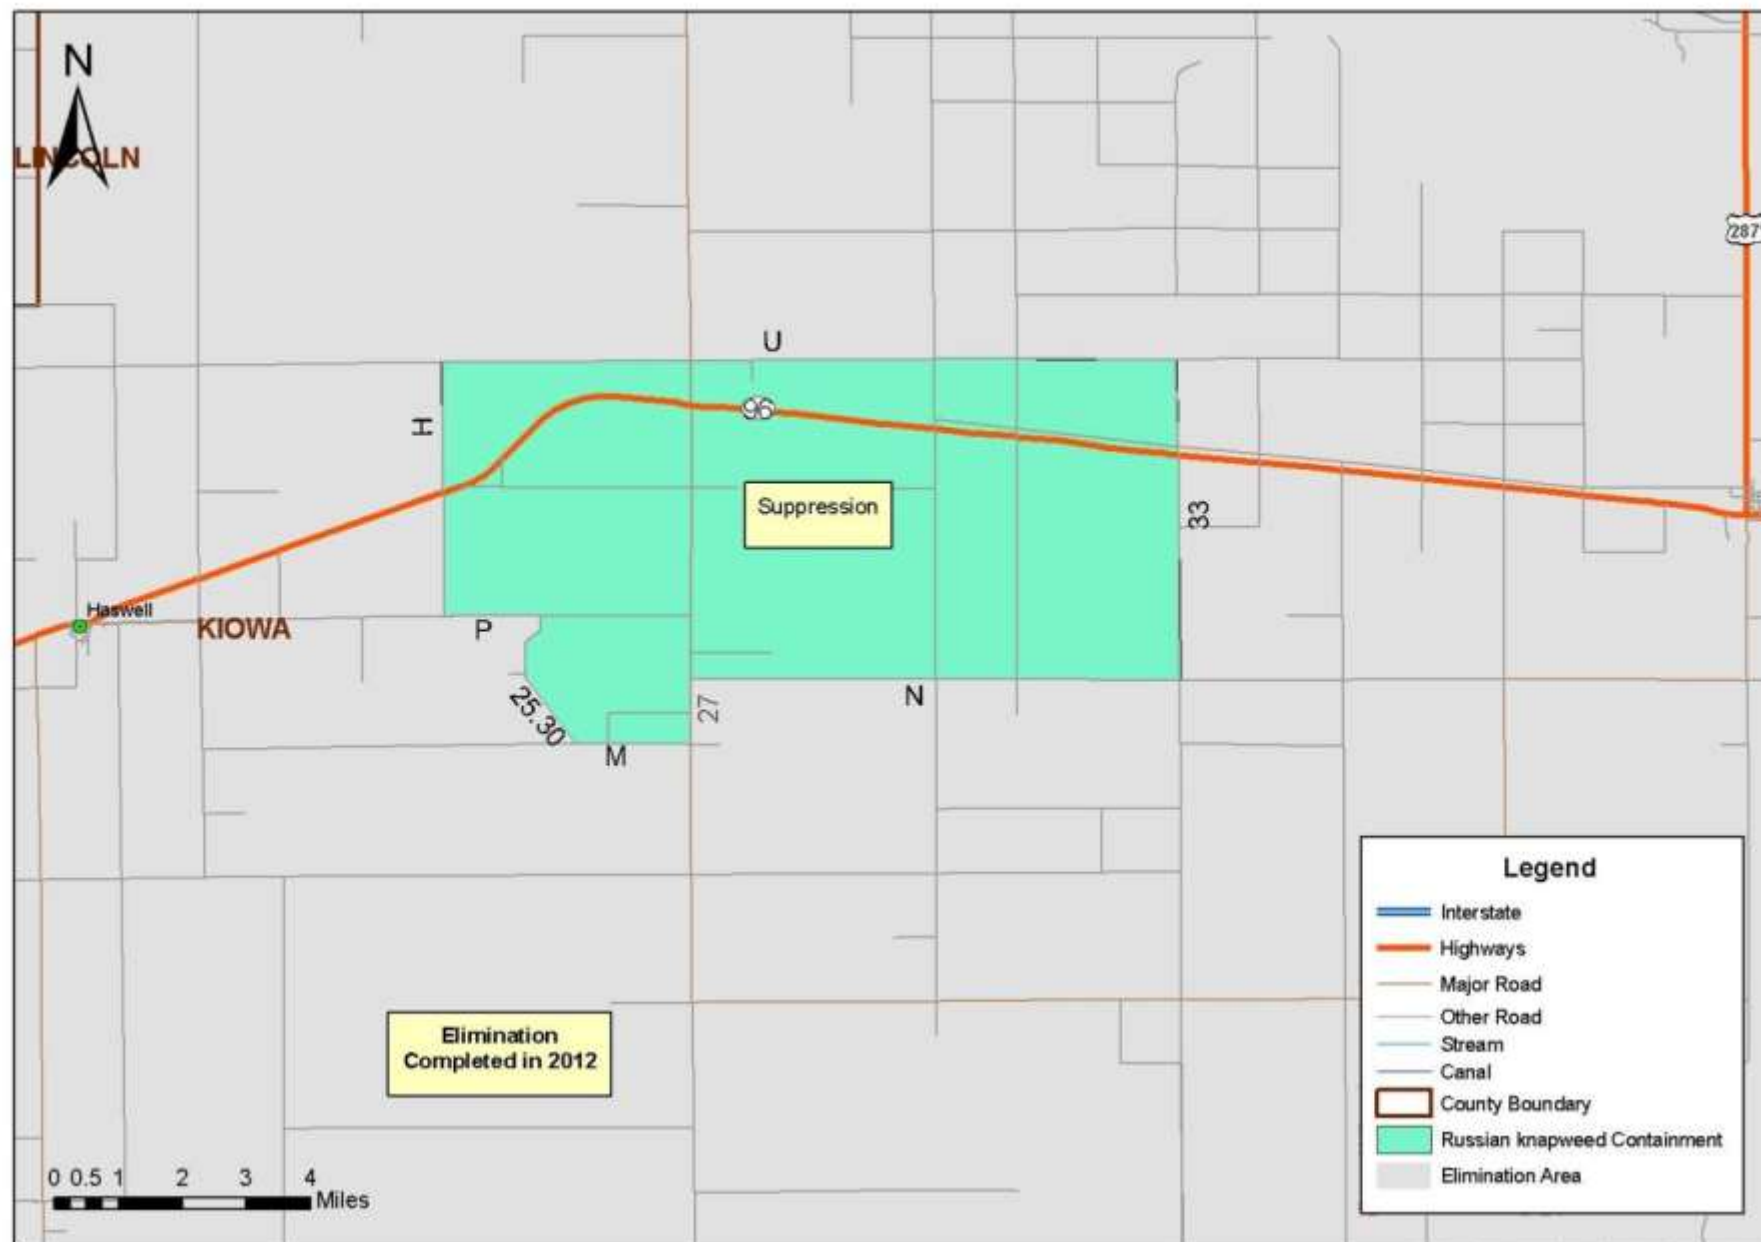 N
LINCOLN
287
U
96
H
Suppression
33
Haswell
KIOWA
P
25.30
27
N
M
Elimination
Completed in 2012
0 0.5 1 2 3 4
Miles
Legend
Interstate
Highways
Major Road
Other Road
Stream
Canal
County Boundary
Russian knapweed Containment
Elimination Area